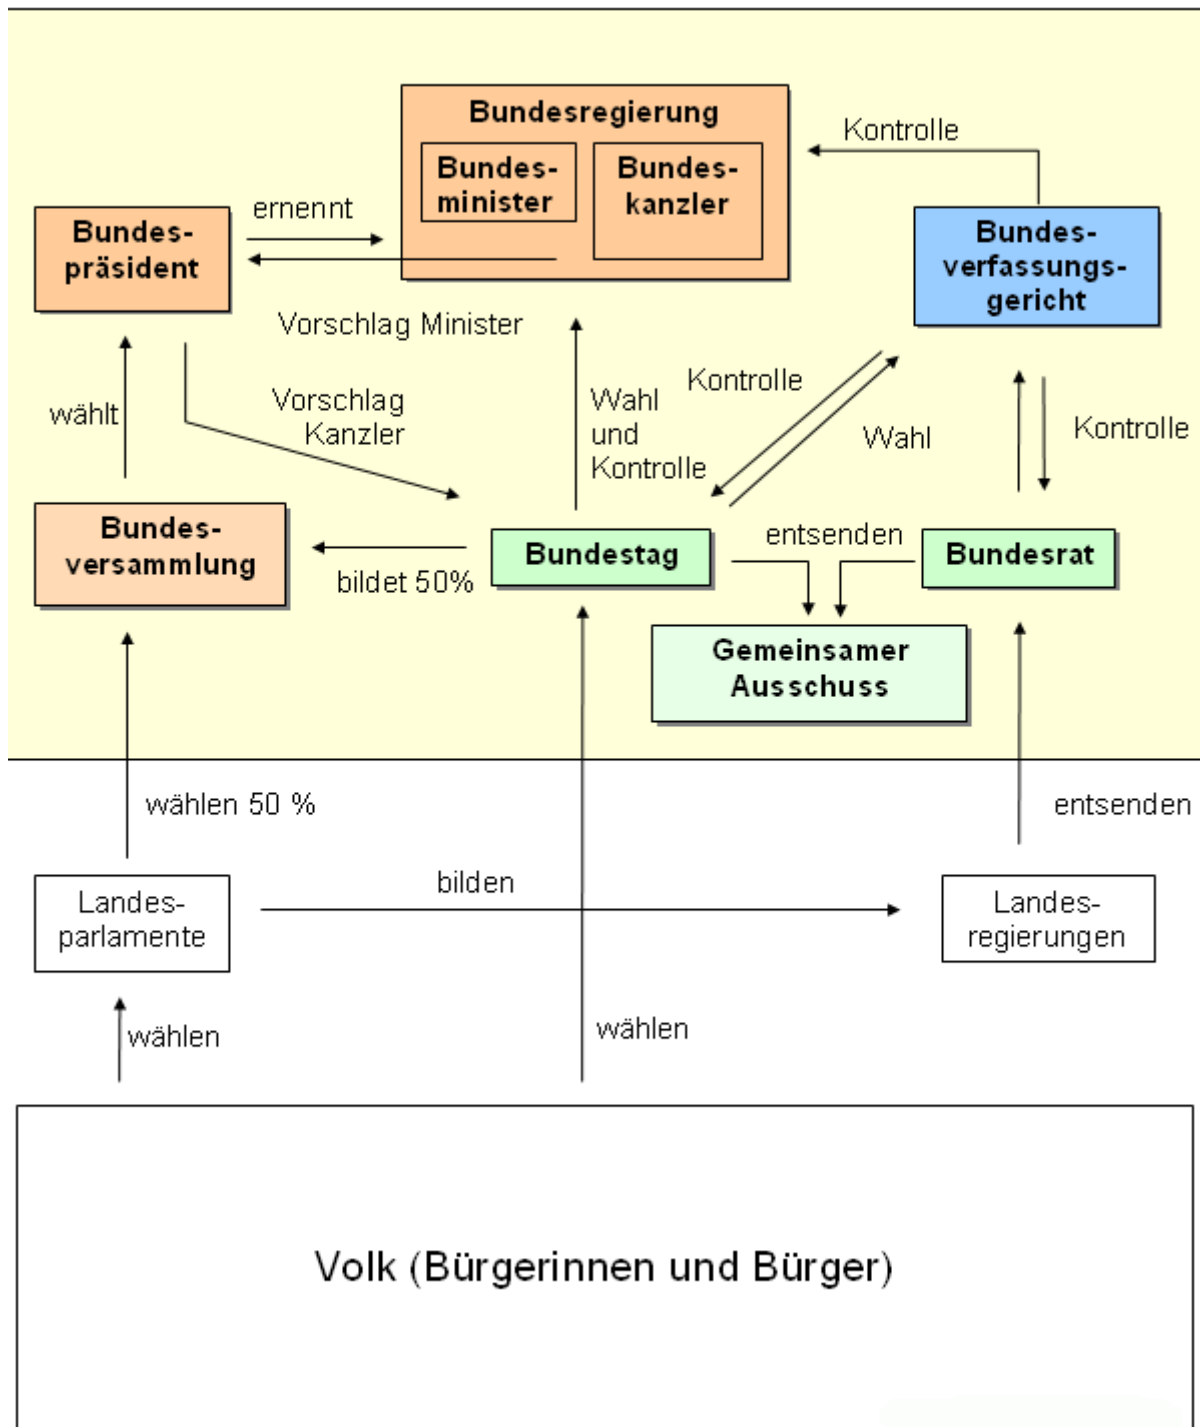 Bundesregierung
Bundes-
minister
Bundes-
kanzler
Kontrolle
ernennt
Bundes-
präsident
Bundes-
verfassungs-
gericht
Vorschlag Minister
wählt
Vorschlag
Kanzler
Wahl
und
Kontrolle
Kontrolle
Wahl
Kontrolle
Bundes-
versammlung
bildet 50%
Bundestag
entsenden
Bundesrat
Gemeinsamer
Ausschuss
wählen 50 %
entsenden
Landes-
parlamente
bilden
Landes-
regierungen
wählen
wählen
Volk (Bürgerinnen und Bürger)